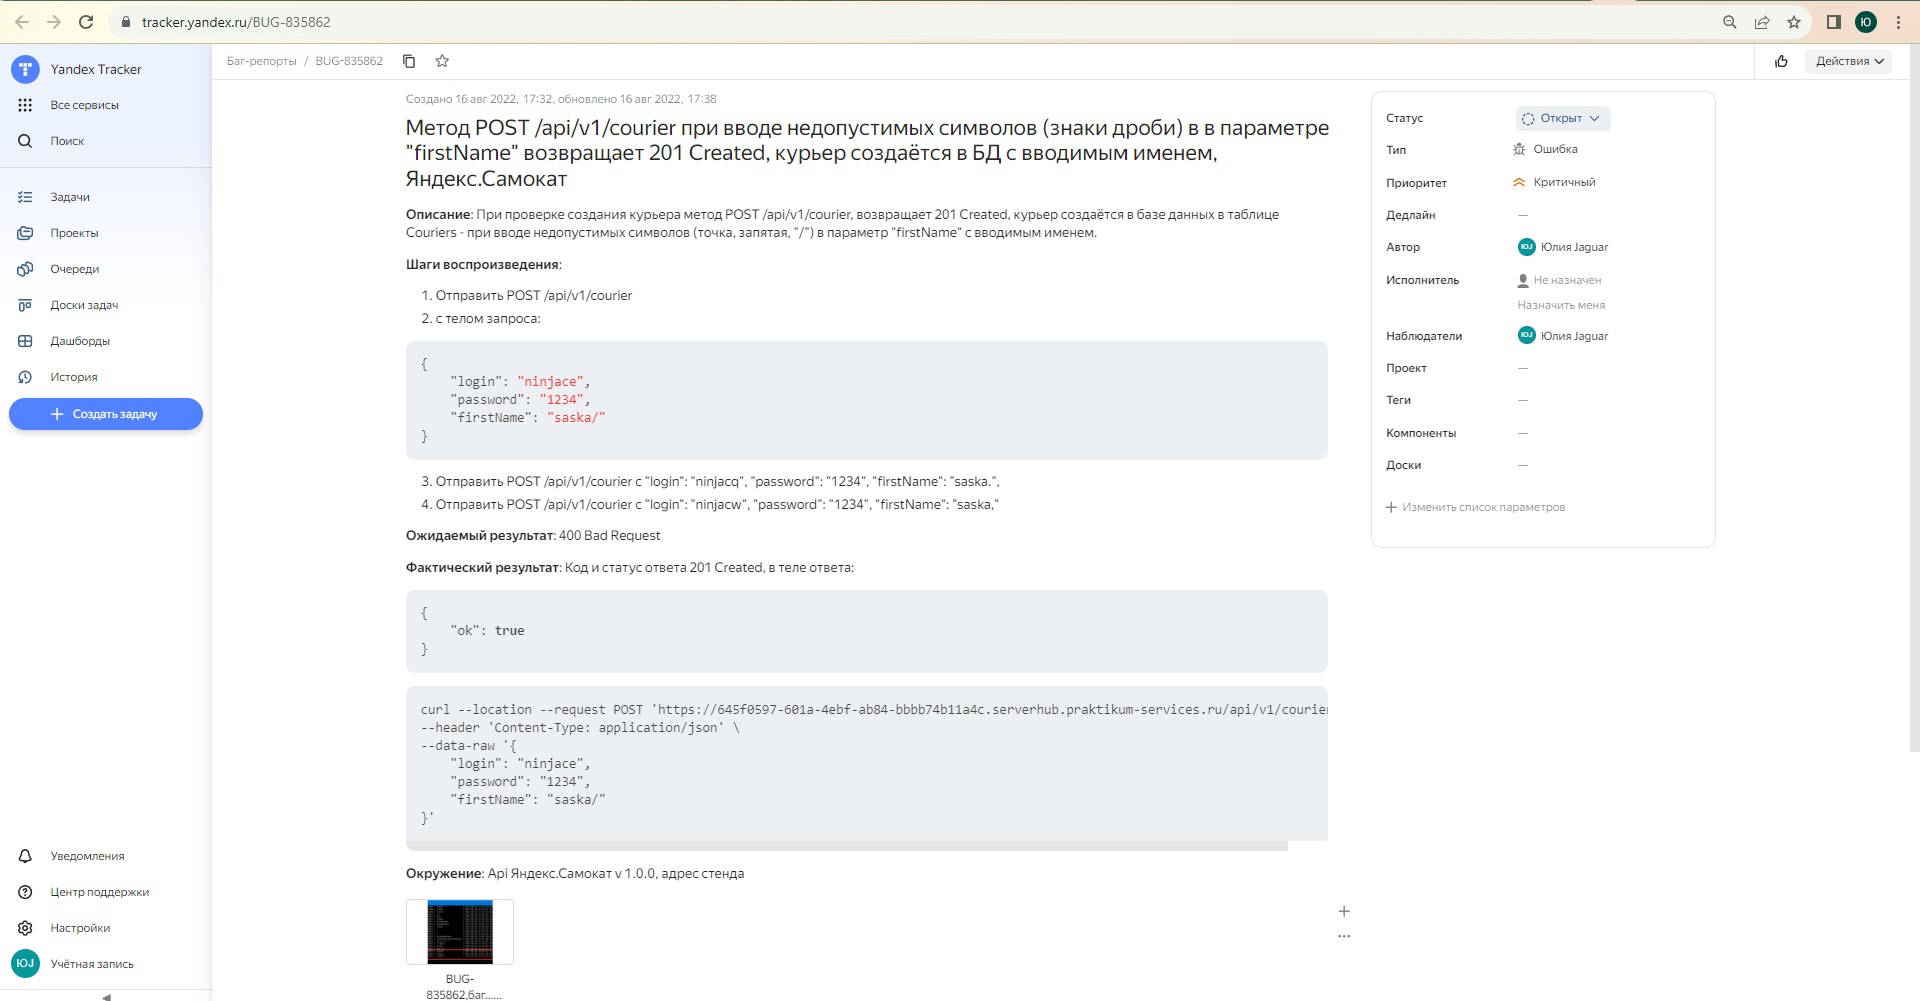 tracker.yandex.ru/BUG-835862
Ю
Yandex Tracker
Все сервисы
Поиск
Задачи
Проекты
Очереди
Доски задач
Дашборды
История
Создать задачу
Уведомления
Центр поддержки
Настройки
ЮJ Учётная запись
Баг-репорты / BUG-835862
Действия
Создано 16 авг 2022, 17:32, обновлено 16 авг 2022, 17:38
Метод POST /api/v1/courier при вводе недопустимых символов (знаки дроби) в в параметре
"firstName" возвращает 201 Created, курьер создаётся в БД с вводимым именем,
Яндекс.Самокат
Описание: При проверке создания курьера метод POST /api/v1/courier, возвращает 201 Created, курьер создаётся в базе данных в таблице
Couriers - при вводе недопустимых символов (точка, запятая, "/") в параметр "firstName" с вводимым именем.
Шаги воспроизведения:
1. Отправить POST /api/v1/courier
2. с телом запроса:
{
"login": "ninjace",
"password": "1234",
"firstName": "saska/"
}
3. Отправить POST /api/v1/courier с "login": "ninjacq", "password": "1234", "firstName": "saska.",
4. Отправить POST /api/v1/courier с "login": "ninjacw", "password": "1234", "firstName": "saska,"
Ожидаемый результат: 400 Bad Request
Фактический результат: Код и статус ответа 201 Created, в теле ответа:
{
"ok": true
}
curl --location --request POST 'https://645f0597-601a-4ebf-ab84-bbbb74b11a4c.serverhub.praktikum-services.ru/api/v1/courier
--header 'Content-Type: application/json' \
--data-raw '{
"login": "ninjace",
"password": "1234",
"firstName": "saska/"
}'
Окружение: Api Яндекс.Самокат v 1.0.0, адрес стенда
BUG-
835862,баг......
Статус Открыт
Тип Ошибка
Приоритет Критичный
Дедлайн —
Автор ЮJ Юлия Jaguar
Исполнитель Не назначен
Назначить меня
Наблюдатели ЮJ Юлия Jaguar
Проект —
Теги —
Компоненты —
Доски —
Изменить список параметров